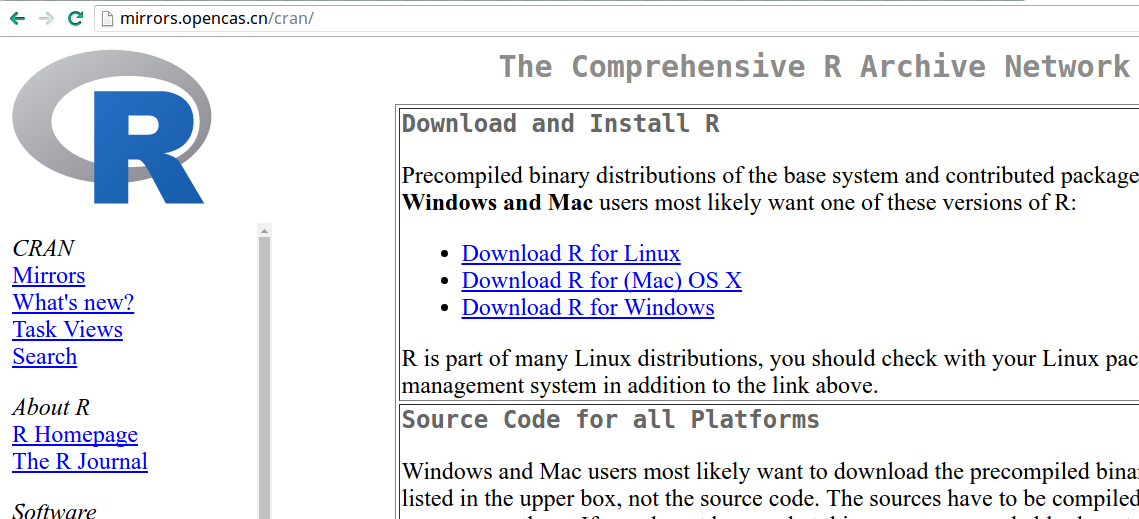 mirrors.opencas.cn/cran/
R
CRAN
Mirrors
What's new?
Task Views
Search
About R
R Homepage
The R Journal
Software
The Comprehensive R Archive Network
Download and Install R
Precompiled binary distributions of the base system and contributed package
Windows and Mac users most likely want one of these versions of R:
• Download R for Linux
• Download R for (Mac) OS X
• Download R for Windows
R is part of many Linux distributions, you should check with your Linux pac
management system in addition to the link above.
Source Code for all Platforms
Windows and Mac users most likely want to download the precompiled bina
listed in the upper box, not the source code. The sources have to be compiled